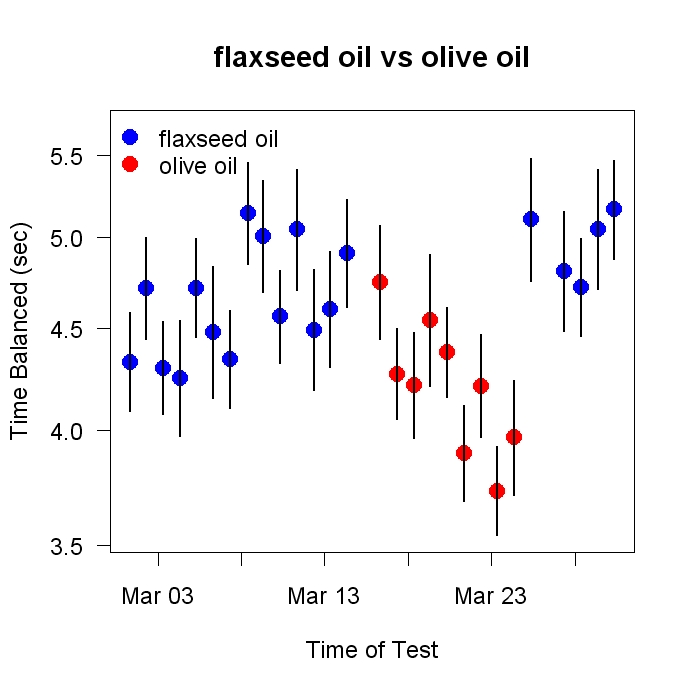 flaxseed oil vs olive oil
flaxseed oil
olive oil
5.5
5.0
4.5
4.0
3.5
Time Balanced (sec)
Mar 03
Mar 13
Mar 23
Time of Test